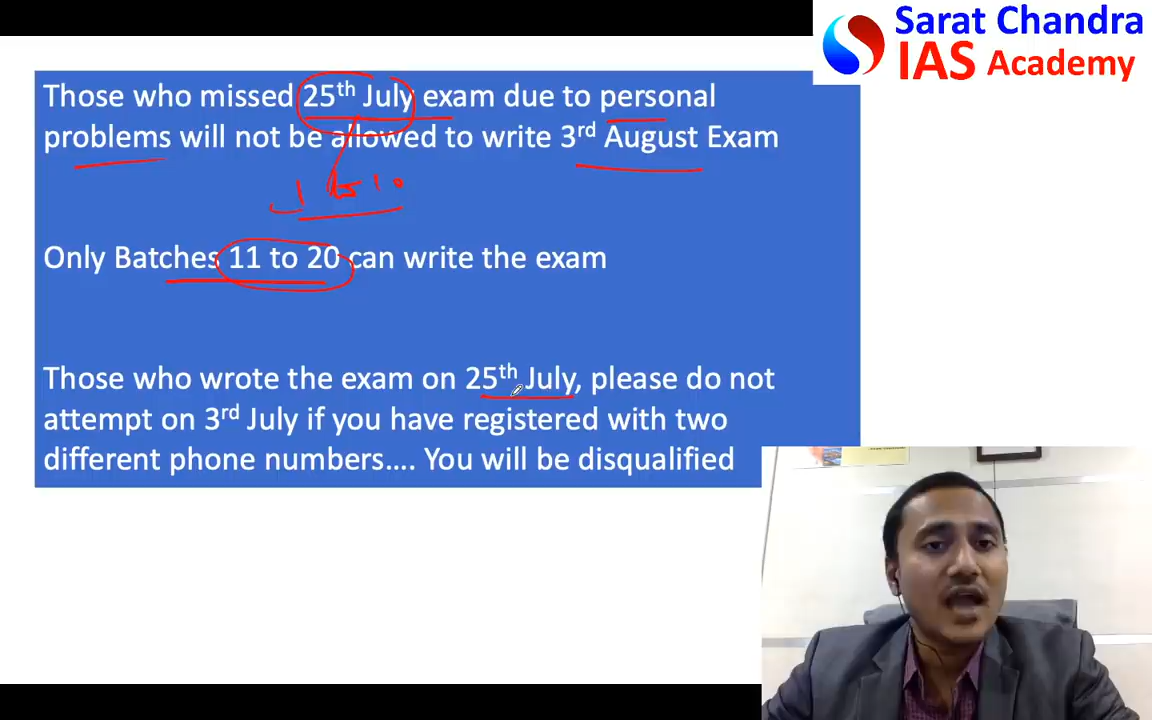 Sarat Chandra
IAS Academy
Those who missed 25th July exam due to personal
problems will not be allowed to write 3rd August Exam
1 to 10
Only Batches 11 to 20 can write the exam
Those who wrote the exam on 25th July, please do not
attempt on 3rd July if you have registered with two
different phone numbers.... You will be disqualified